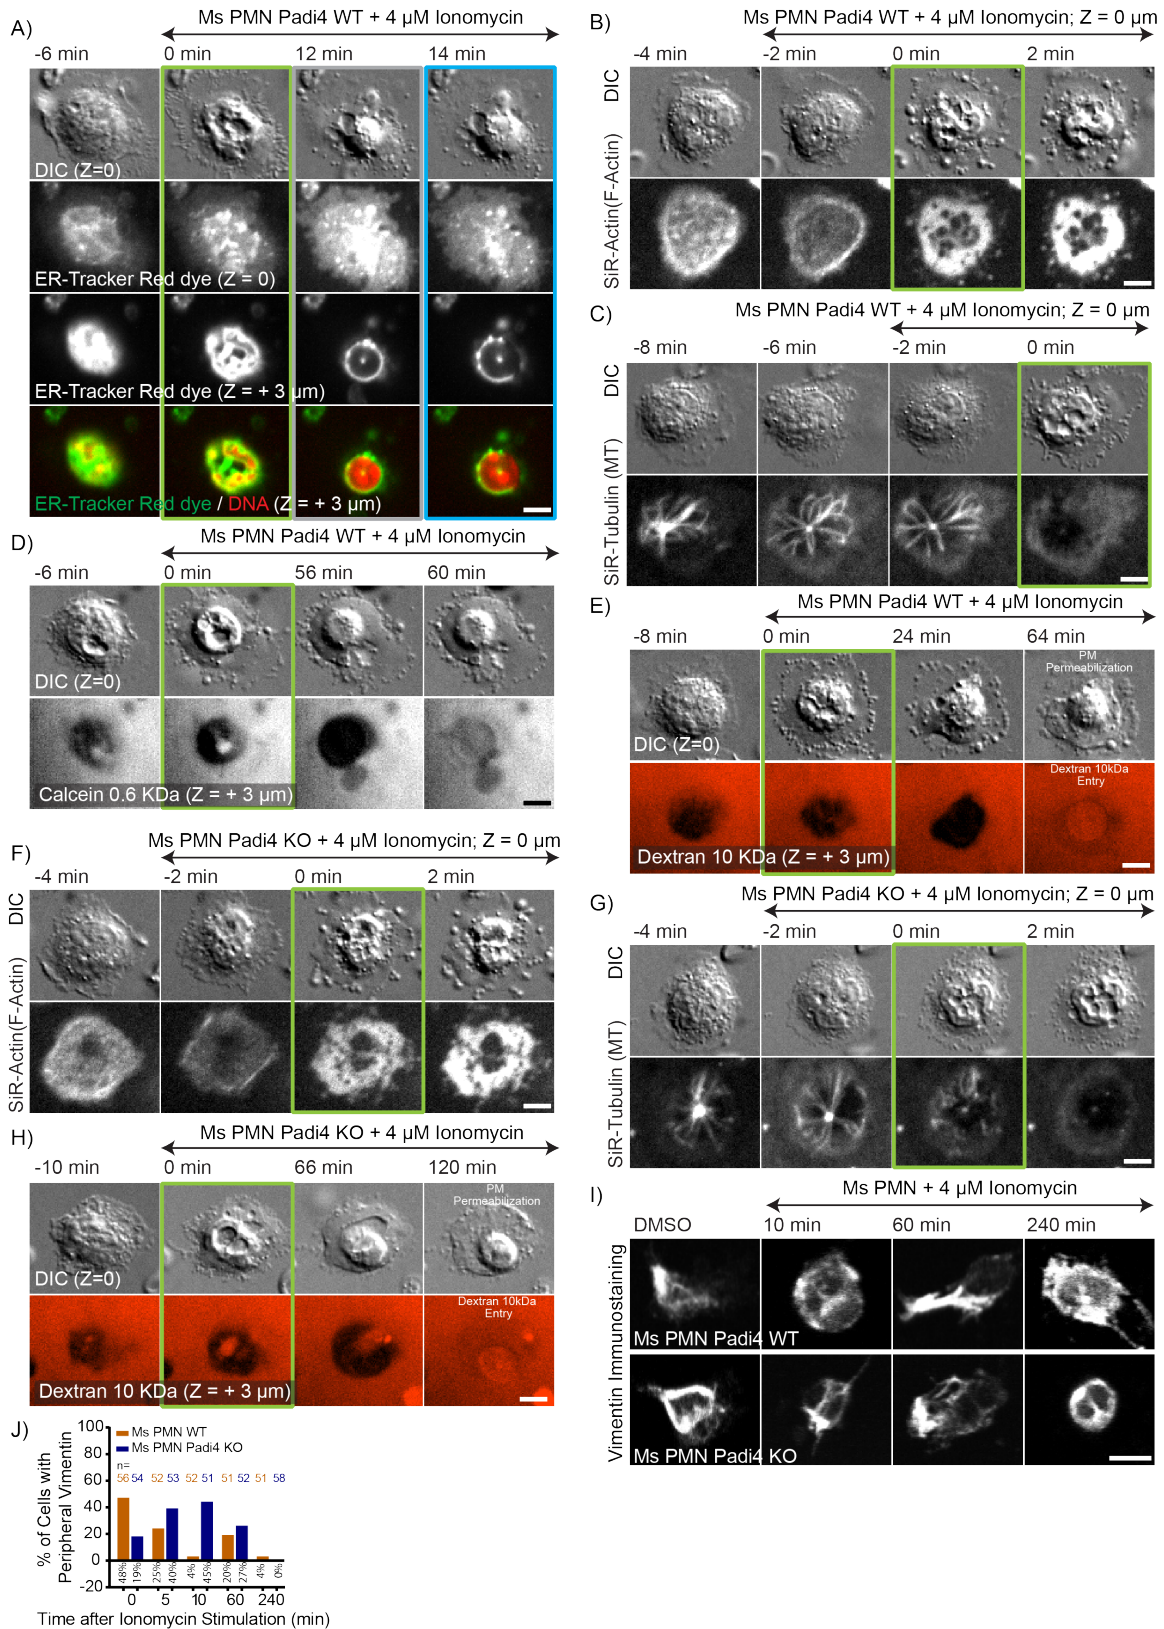 A)
Ms PMN Padi4 WT + 4 µM Ionomycin
-6 min
0 min
12 min
14 min
DIC (Z=0)
ER-Tracker Red dye (Z = 0)
ER-Tracker Red dye (Z = + 3 µm)
ER-Tracker Red dye / DNA (Z = + 3 µm)
B)
Ms PMN Padi4 WT + 4 µM Ionomycin; Z = 0 µm
-4 min
-2 min
0 min
2 min
DIC
SiR-Actin(F-Actin)
C)
Ms PMN Padi4 WT + 4 µM Ionomycin; Z = 0 µm
-8 min
-6 min
-2 min
0 min
DIC
SiR-Tubulin (MT)
D)
Ms PMN Padi4 WT + 4 µM Ionomycin
-6 min
0 min
56 min
60 min
DIC (Z=0)
Calcein 0.6 KDa (Z = + 3 µm)
E)
Ms PMN Padi4 WT + 4 µM Ionomycin
-8 min
0 min
24 min
64 min
PM
Permeabilization
DIC (Z=0)
Dextran 10kDa
Entry
Dextran 10 KDa (Z = + 3 µm)
F)
Ms PMN Padi4 KO + 4 µM Ionomycin; Z = 0 µm
-4 min
-2 min
0 min
2 min
DIC
SiR-Actin(F-Actin)
G)
Ms PMN Padi4 KO + 4 µM Ionomycin; Z = 0 µm
-4 min
-2 min
0 min
2 min
DIC
SiR-Tubulin (MT)
H)
Ms PMN Padi4 KO + 4 µM Ionomycin
-10 min
0 min
66 min
120 min
PM
Permeabilization
DIC (Z=0)
Dextran 10kDa
Entry
Dextran 10 KDa (Z = + 3 µm)
I)
Ms PMN + 4 µM Ionomycin
DMSO
10 min
60 min
240 min
Vimentin Immunostaining
Ms PMN Padi4 WT
Ms PMN Padi4 KO
J)
% of Cells with
Peripheral Vimentin
100
80
60
40
20
0
-20
Ms PMN WT
Ms PMN Padi4 KO
n=
56 54 52 53 52 51 51 52 51 58
48% 19% 25% 40% 4% 45% 20% 27% 4% 0%
0 5 10 60 240
Time after Ionomycin Stimulation (min)